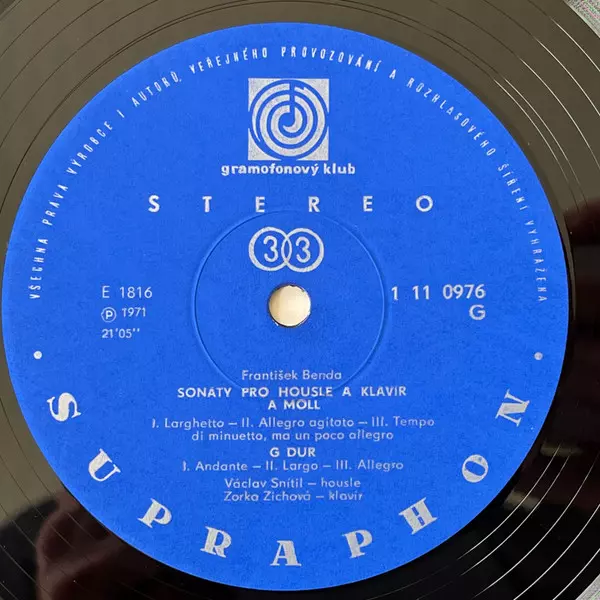 VŠECHNA PRÁVA VÝROBCE I AUTORŮ, VEŘEJNÉHO PROVOZOVÁNÍ A ROZHLASOVÉHO ŠÍŘENÍ VYHRAŽENA
gramofonový klub
STEREO
33
E 1816
1 11 0976
Ⓟ 1971
G
21'05''
František Benda
SONÁTY PRO HOUSLE A KLAVÍR
A MOLL
I. Larghetto – II. Allegro agitato – III. Tempo
di minuetto, ma un poco allegro
G DUR
I. Andante – II. Largo – III. Allegro
Václav Snítil – housle
Zorka Zichová – klavír
• SUPRAPHON •